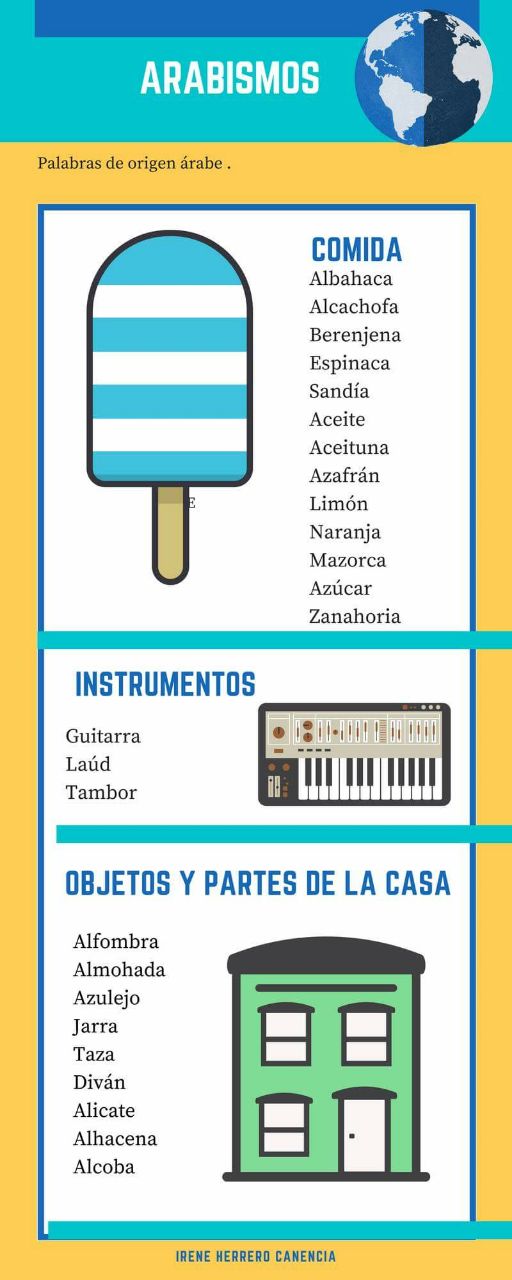 ARABISMOS
Palabras de origen árabe .
COMIDA
Albahaca
Alcachofa
Berenjena
Espinaca
Sandía
Aceite
Aceituna
Azafrán
E
Limón
Naranja
Mazorca
Azúcar
Zanahoria
INSTRUMENTOS
Guitarra
Laúd
Tambor
OBJETOS Y PARTES DE LA CASA
Alfombra
Almohada
Azulejo
Jarra
Taza
Diván
Alicate
Alhacena
Alcoba
IRENE HERRERO CANENCIA